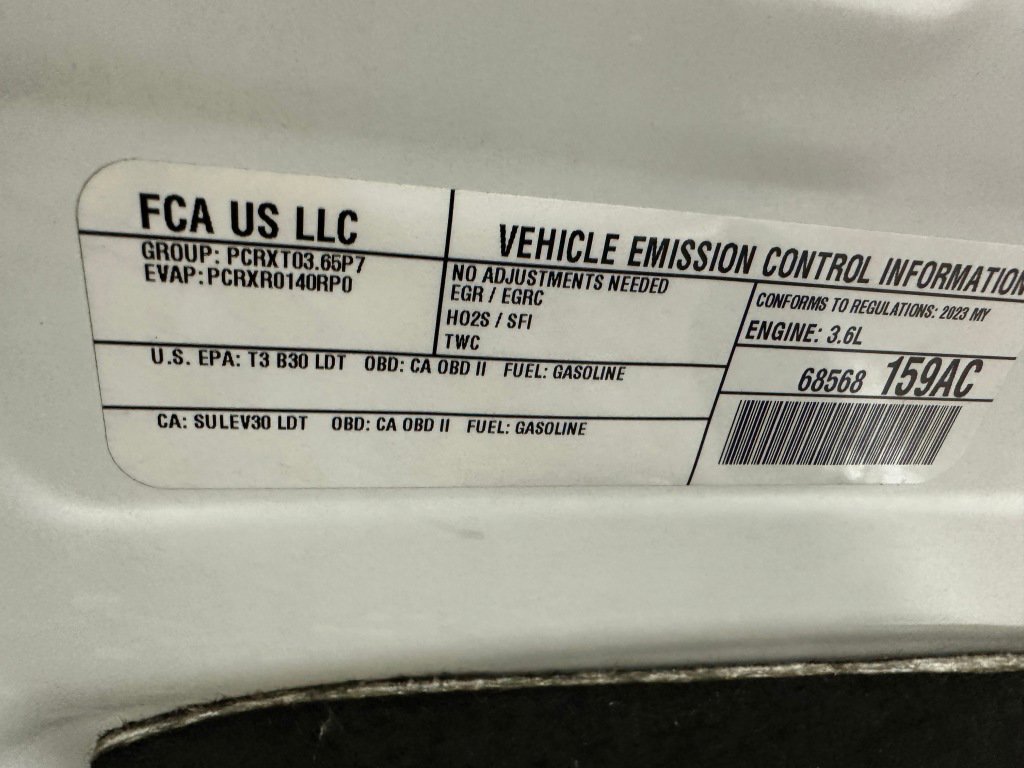 FCA US LLC
VEHICLE EMISSION CONTROL INFORMATION
GROUP: PCRXT03.65P7
EVAP: PCRXR0140RP0
NO ADJUSTMENTS NEEDED
EGR / EGRC
HO2S / SFI
TWC
CONFORMS TO REGULATIONS: 2023 MY
ENGINE: 3.6L
U.S. EPA: T3 B30 LDT OBD: CA OBD II FUEL: GASOLINE
68568 159AC
CA: SULEV30 LDT OBD: CA OBD II FUEL: GASOLINE